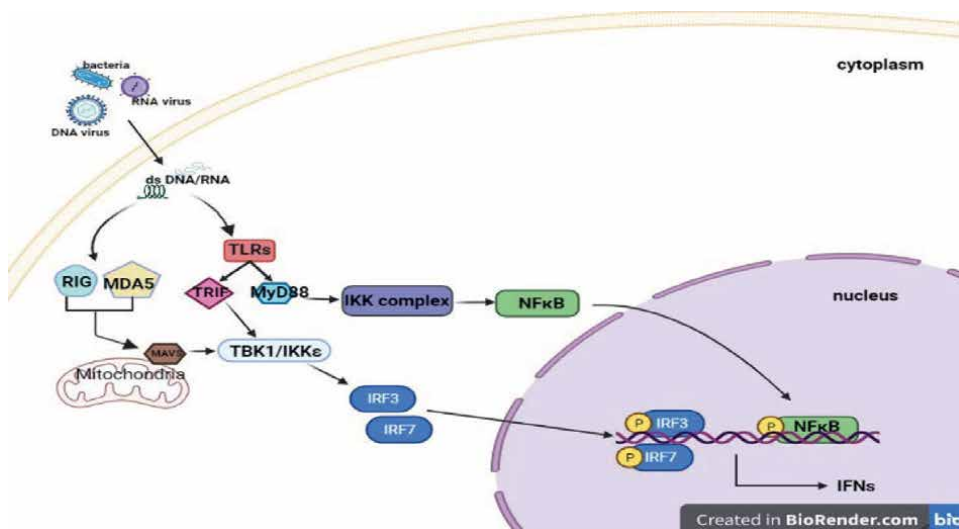 cytoplasm
bacteria
RNA virus
DNA virus
ds DNA/RNA
TLRs
RIG
MDA5
TRIF
MyD88
IKK complex
NFκB
nucleus
MAVS
TBK1/IKKε
Mitochondria
IRF3
IRF7
P
IRF3
P
NFκB
P
IRF7
IFNs
Created in BioRender.com